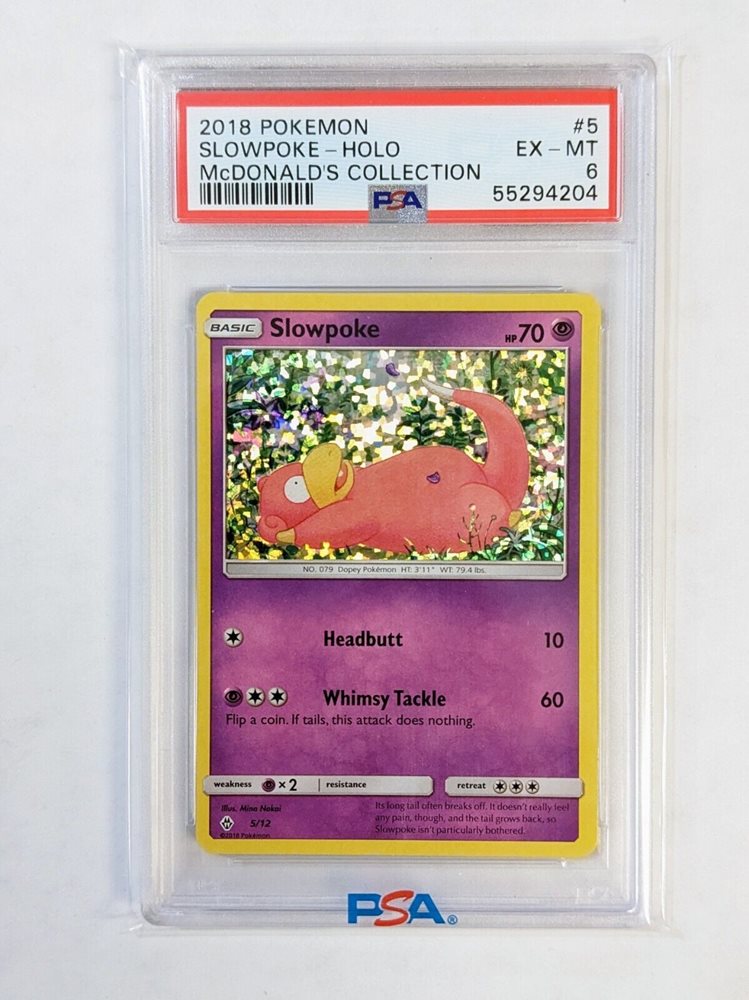 2018 POKEMON #5
SLOWPOKE - HOLO EX - MT
McDONALD'S COLLECTION 6
PSA 55294204
BASIC Slowpoke HP 70
NO. 079 Dopey Pokémon HT: 3'11" WT: 79.4 lbs.
Headbutt 10
Whimsy Tackle 60
Flip a coin. If tails, this attack does nothing.
weakness ×2 resistance retreat
Illus. Mina Nakai
5/12
©2018 Pokémon
Its long tail often breaks off. It doesn't really feel
any pain, though, and the tail grows back, so
Slowpoke isn't particularly bothered.
PSA®